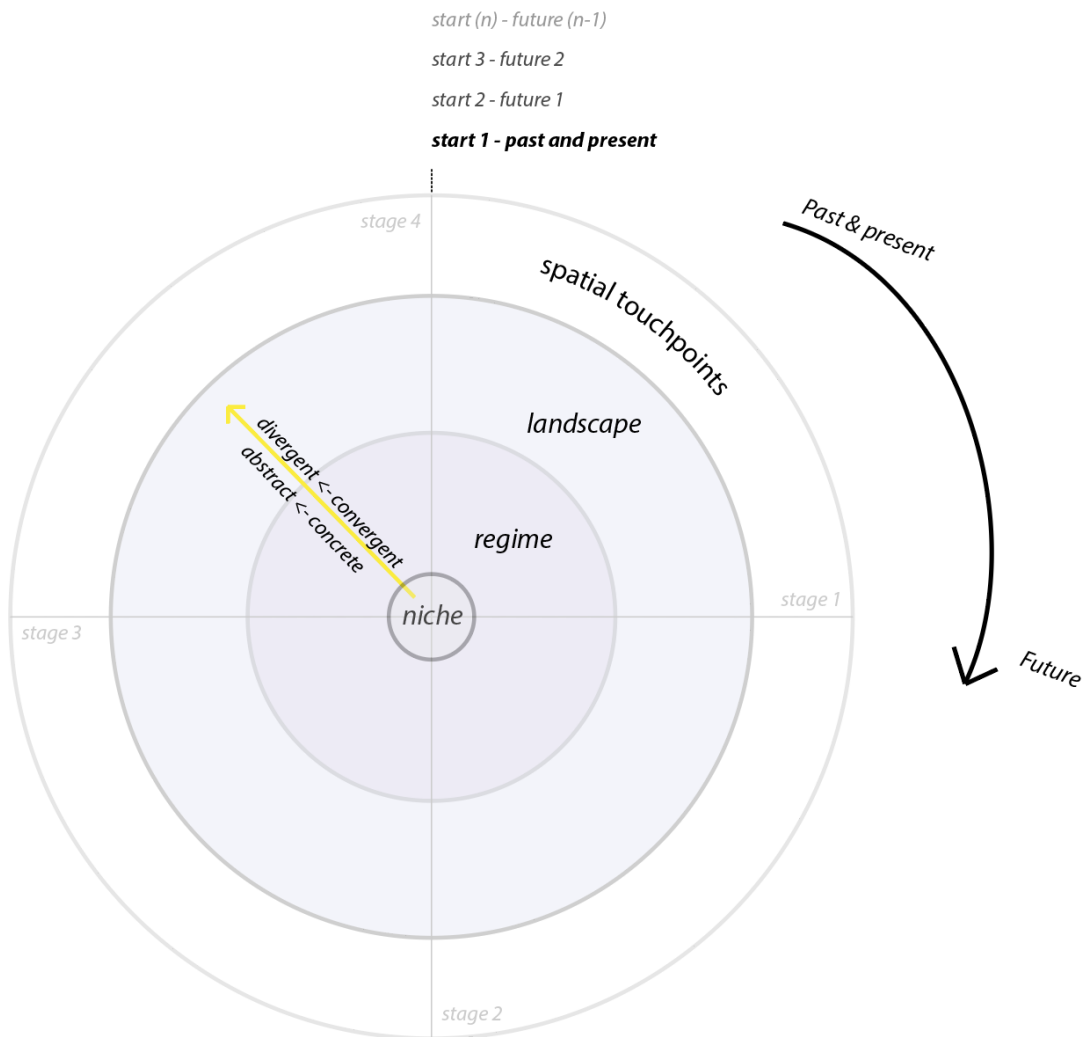 start (n) - future (n-1)
start 3 - future 2
start 2 - future 1
start 1 - past and present
stage 4
Past & present
spatial touchpoints
landscape
divergent <- convergent
abstract <- concrete
regime
niche
stage 1
stage 3
Future
stage 2